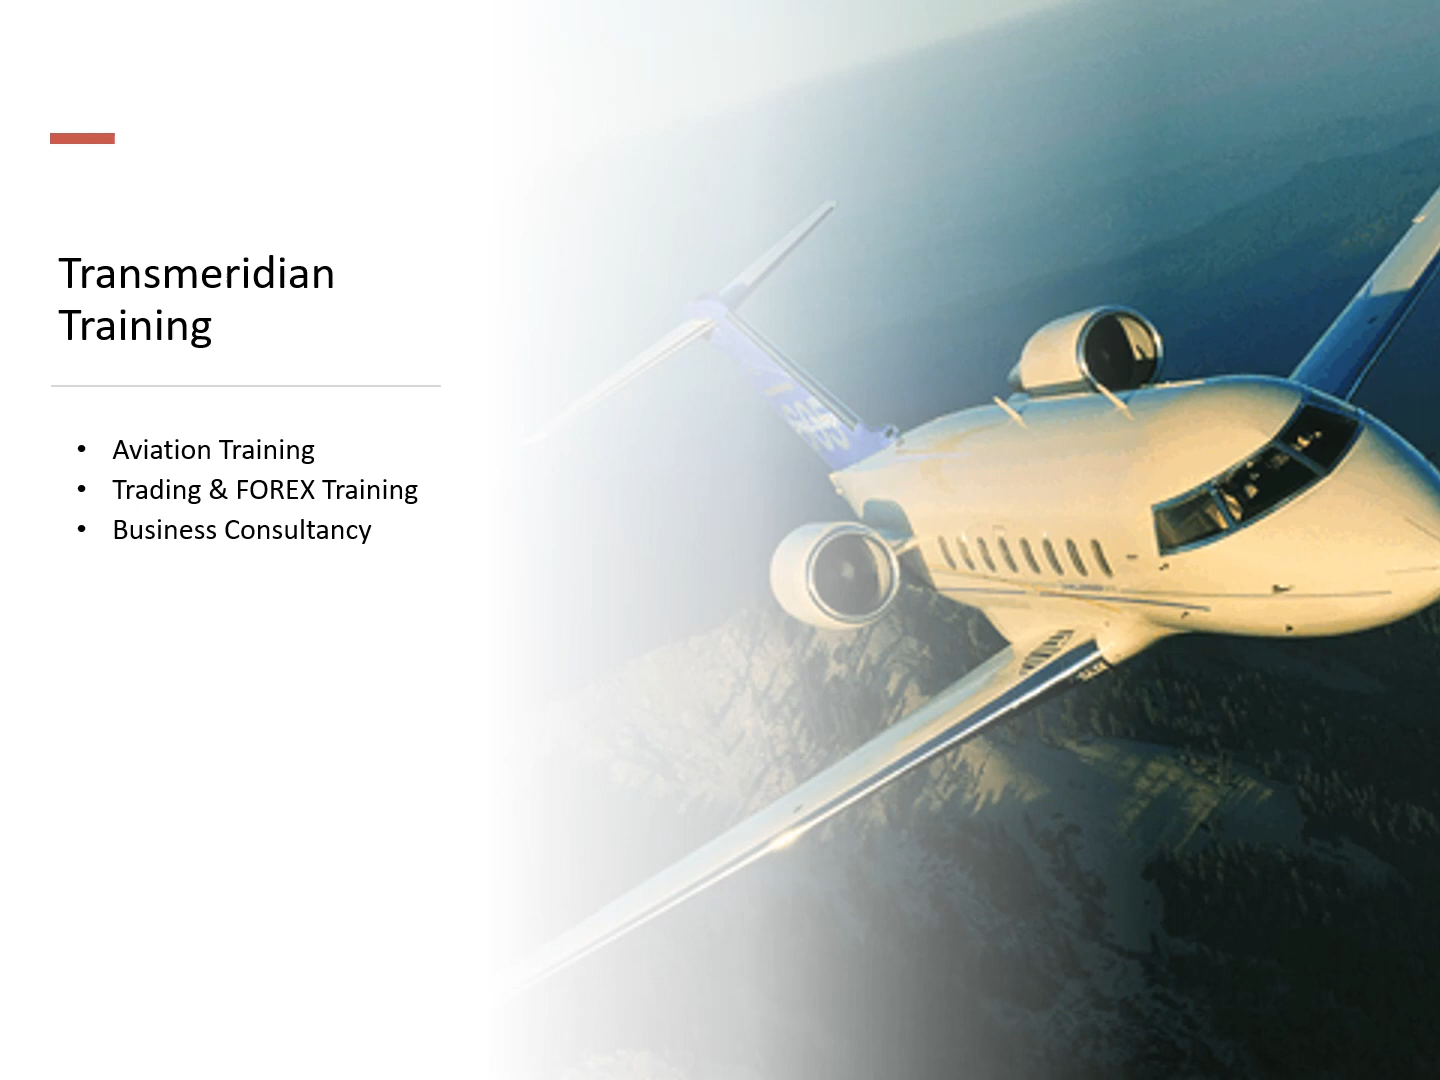 Transmeridian
Training
• Aviation Training
• Trading & FOREX Training
• Business Consultancy